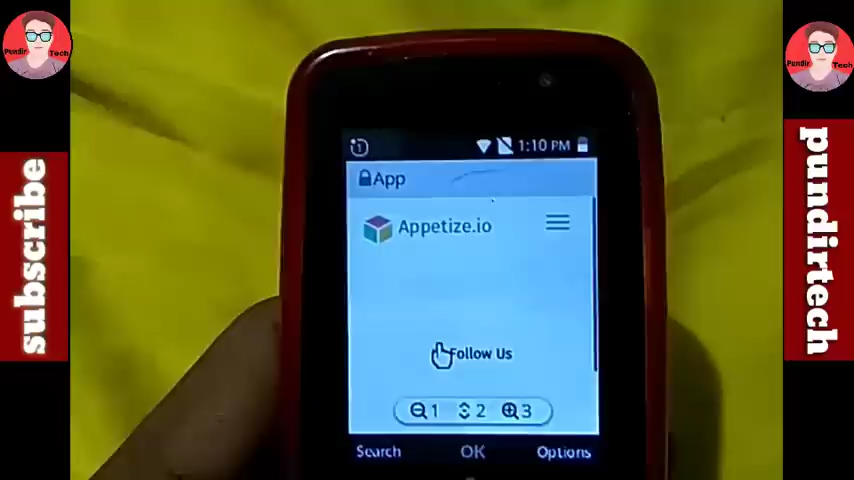 Pundir Tech
subscribe
1
1:10 PM
App
Appetize.io
Follow Us
1 2 3
Search OK Options
Pundir Tech
pundirtech